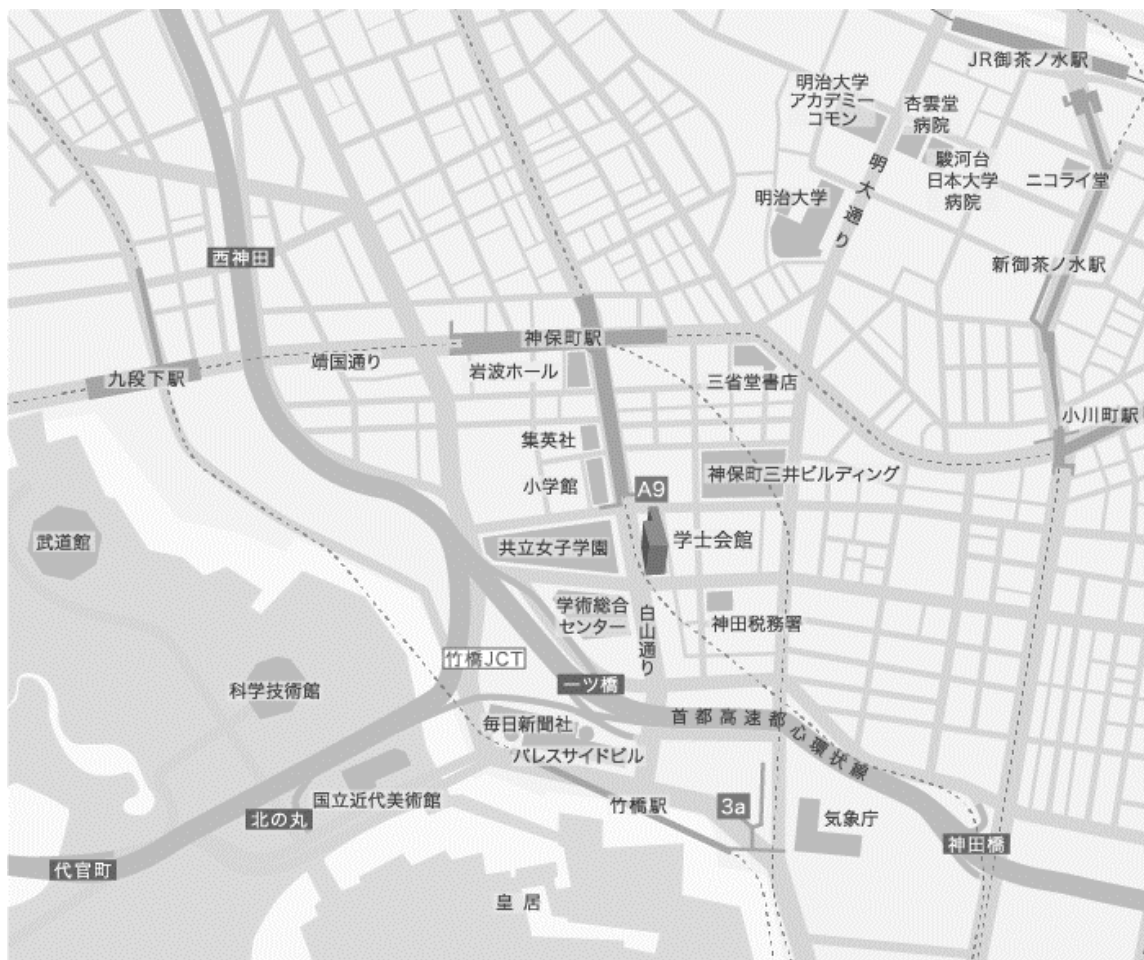 JR御茶ノ水駅
明治大学
アカデミー
コモン
杏雲堂
病院
駿河台
日本大学
病院
ニコライ堂
明大通り
明治大学
西神田
新御茶ノ水駅
神保町駅
靖国通り
岩波ホール
九段下駅
三省堂書店
小川町駅
集英社
神保町三井ビルディング
小学館
A9
武道館
共立女子学園
学士会館
学術総合
センター
白山通り
神田税務署
竹橋JCT
一ツ橋
科学技術館
首都高速都心環状線
毎日新聞社
パレスサイドビル
国立近代美術館
竹橋駅
3a
北の丸
気象庁
神田橋
代官町
皇居